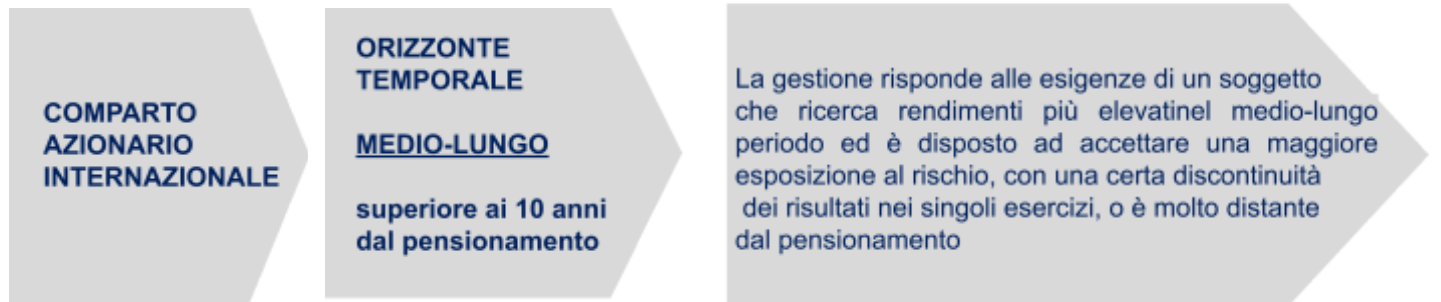 COMPARTO
AZIONARIO
INTERNAZIONALE
ORIZZONTE
TEMPORALE
MEDIO-LUNGO
superiore ai 10 anni
dal pensionamento
La gestione risponde alle esigenze di un soggetto
che ricerca rendimenti più elevatinel medio-lungo
periodo ed è disposto ad accettare una maggiore
esposizione al rischio, con una certa discontinuità
dei risultati nei singoli esercizi, o è molto distante
dal pensionamento